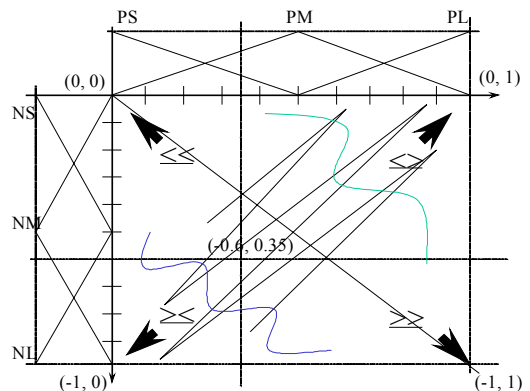 PS PM PL
(0, 0) (0, 1)
NS
≤≤ ≤≥
NM
(-0.6, 0.35)
≥≤ ≥≥
NL
(-1, 0) (-1, 1)